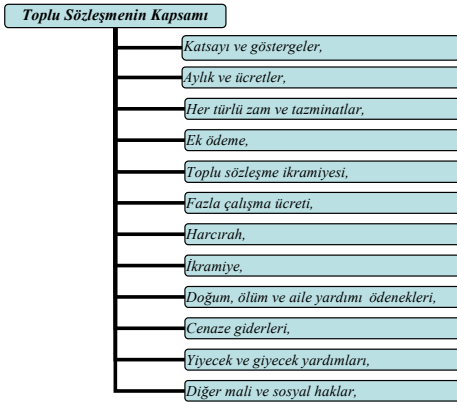 Toplu Sözleşmenin Kapsamı
Katsayı ve göstergeler,
Aylık ve ücretler,
Her türlü zam ve tazminatlar,
Ek ödeme,
Toplu sözleşme ikramiyesi,
Fazla çalışma ücreti,
Harcırah,
İkramiye,
Doğum, ölüm ve aile yardımı ödenekleri,
Cenaze giderleri,
Yiyecek ve giyecek yardımları,
Diğer mali ve sosyal haklar,